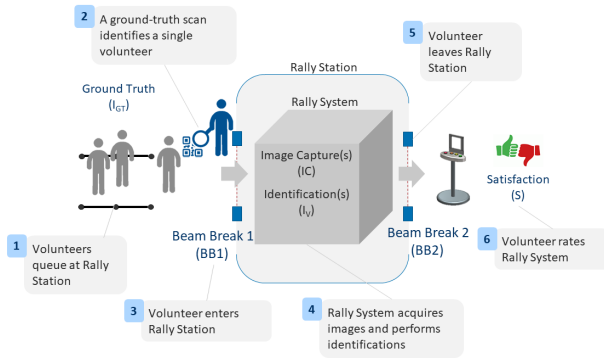 2
A ground-truth scan
identifies a single
volunteer
5
Volunteer
leaves Rally
Station
Rally Station
Ground Truth
(I_GT)
Rally System
Image Capture(s)
(IC)
Identification(s)
(I_V)
Satisfaction
(S)
Beam Break 1
(BB1)
Beam Break 2
(BB2)
1
Volunteers
queue at Rally
Station
6
Volunteer rates
Rally System
3
Volunteer enters
Rally Station
4
Rally System acquires
images and performs
identifications